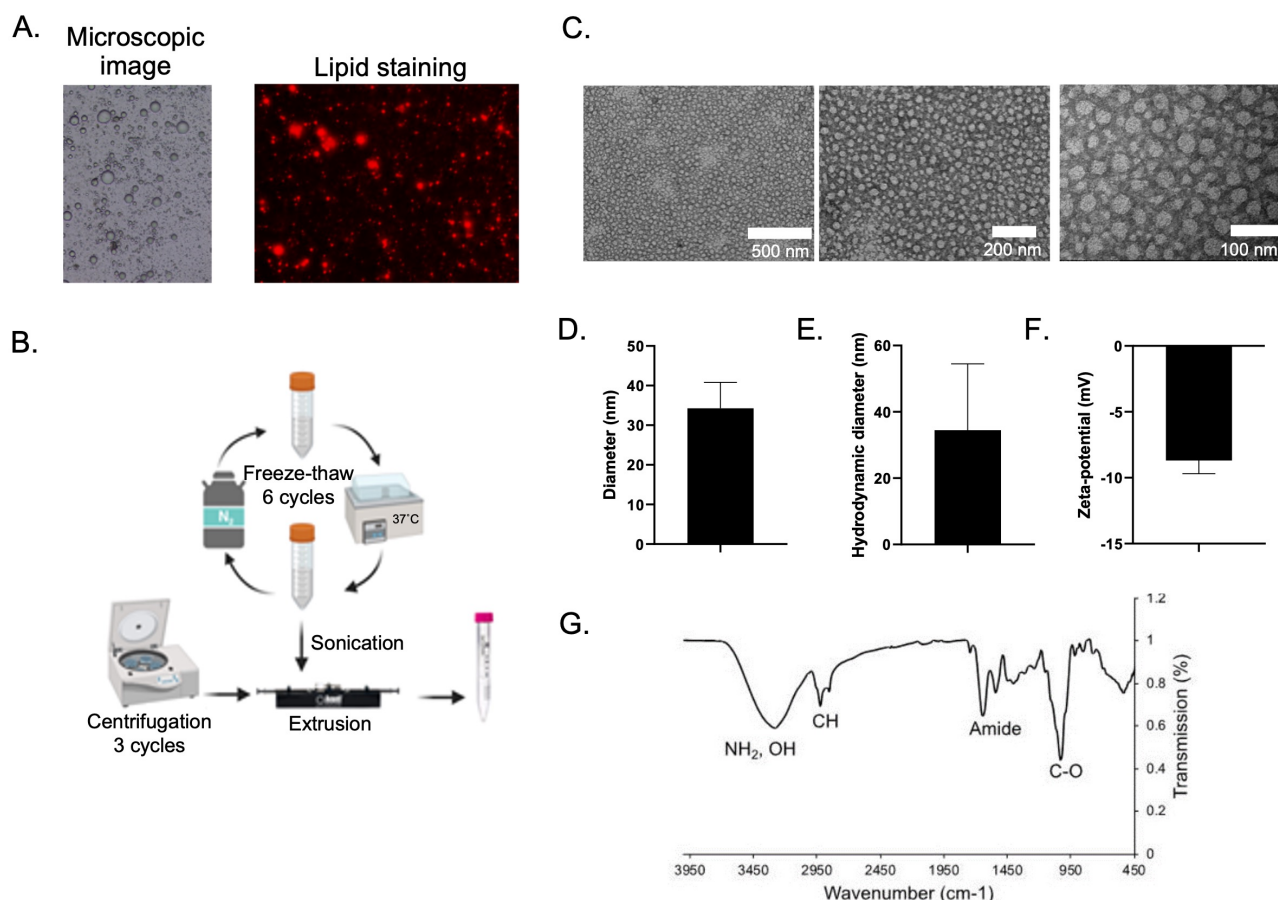 A.
Microscopic
image
Lipid staining
C.
500 nm
200 nm
100 nm
B.
Freeze-thaw
6 cycles
N2
37°C
Sonication
Centrifugation
3 cycles
Extrusion
D.
Diameter (nm)
50
40
30
20
10
0
E.
Hydrodynamic diameter (nm)
60
40
20
0
F.
Zeta-potential (mV)
0
-5
-10
-15
G.
NH2, OH
CH
Amide
C-O
1.2
1
0.8
0.6
0.4
0.2
0
Transmission (%)
3950 3450 2950 2450 1950 1450 950 450
Wavenumber (cm-1)